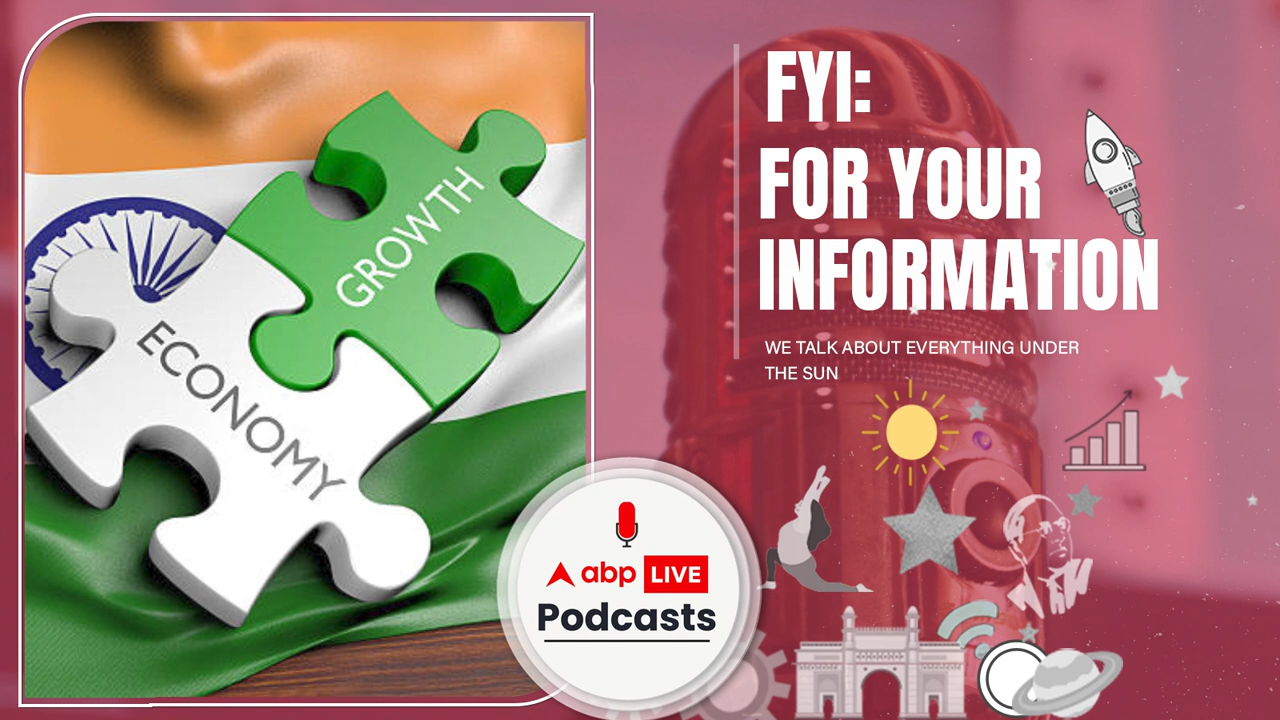 GROWTH
ECONOMY
FYI:
FOR YOUR
INFORMATION
WE TALK ABOUT EVERYTHING UNDER
THE SUN
abp LIVE
Podcasts